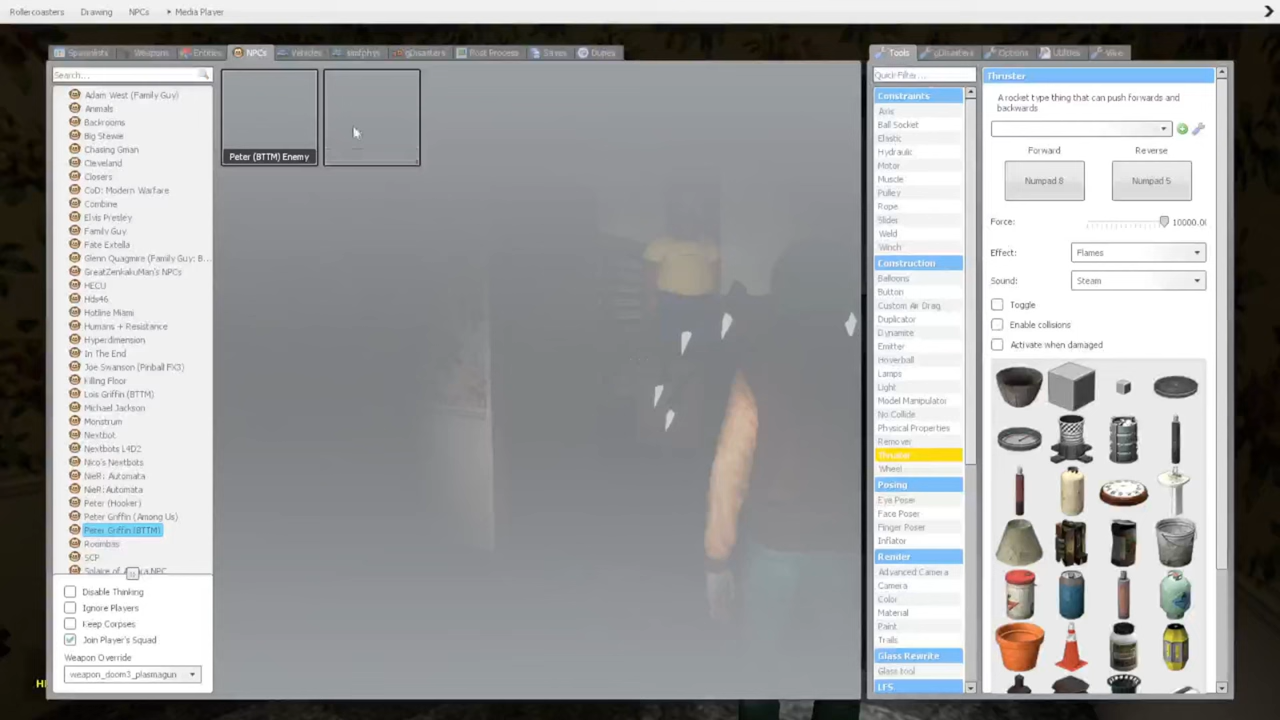 Rollercoasters Drawing NPCs Media Player
Spawnlists Weapons Entities NPCs Vehicles simfphys gDisasters Post Process Saves Dupes
Search...
Adam West (Family Guy)
Animals
Backrooms
Big Stewie
Chasing Gman
Cleveland
Closers
CoD: Modern Warfare
Combine
Elvis Presley
Family Guy
Fate Extella
Glenn Quagmire (Family Guy: B...
GreatZenkakuMan's NPCs
HECU
Hds46
Hotline Miami
Humans + Resistance
Hyperdimension
In The End
Joe Swanson (Pinball FX3)
Killing Floor
Lois Griffin (BTTM)
Michael Jackson
Monstrum
Nextbot
Nextbots L4D2
Nico's Nextbots
NieR: Automata
NieR: Automata
Peter (Hooker)
Peter Griffin (Among Us)
Peter Griffin (BTTM)
Roombas
SCP
Disable Thinking
Ignore Players
Keep Corpses
Join Player's Squad
Weapon Override
weapon_doom3_plasmagun
Peter (BTTM) Enemy
Tools gDisasters Options Utilities
Quick Filter...
Constraints
Axis
Ball Socket
Elastic
Hydraulic
Motor
Muscle
Pulley
Rope
Slider
Weld
Winch
Construction
Balloons
Button
Custom Air Drag
Duplicator
Dynamite
Emitter
Hoverball
Lamps
Light
Model Manipulator
No Collide
Physical Properties
Remover
Thruster
Wheel
Posing
Eye Poser
Face Poser
Finger Poser
Inflator
Render
Advanced Camera
Camera
Color
Material
Paint
Trails
Glass Rewrite
Glass tool
LFS
Thruster
A rocket type thing that can push forwards and
backwards
Forward Reverse
Numpad 8 Numpad 5
Force: 10000.0
Effect: Flames
Sound: Steam
Toggle
Enable collisions
Activate when damaged